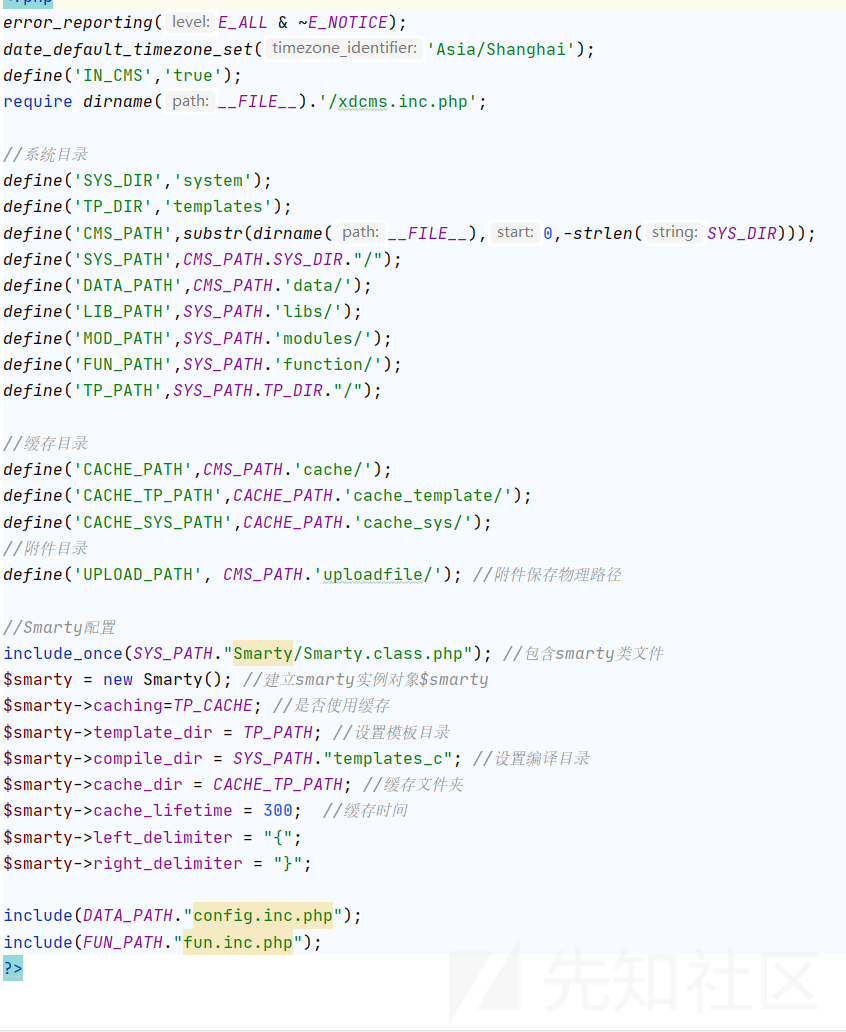 <?php
error_reporting( level: E_ALL & ~E_NOTICE);
date_default_timezone_set( timezone_identifier: 'Asia/Shanghai');
define('IN_CMS','true');
require dirname( path: __FILE__).'/xdcms.inc.php';
//系统目录
define('SYS_DIR','system');
define('TP_DIR','templates');
define('CMS_PATH',substr(dirname( path: __FILE__), start: 0,-strlen( string: SYS_DIR)));
define('SYS_PATH',CMS_PATH.SYS_DIR."/");
define('DATA_PATH',CMS_PATH.'data/');
define('LIB_PATH',SYS_PATH.'libs/');
define('MOD_PATH',SYS_PATH.'modules/');
define('FUN_PATH',SYS_PATH.'function/');
define('TP_PATH',SYS_PATH.TP_DIR."/");
//缓存目录
define('CACHE_PATH',CMS_PATH.'cache/');
define('CACHE_TP_PATH',CACHE_PATH.'cache_template/');
define('CACHE_SYS_PATH',CACHE_PATH.'cache_sys/');
//附件目录
define('UPLOAD_PATH', CMS_PATH.'uploadfile/'); //附件保存物理路径
//Smarty配置
include_once(SYS_PATH."Smarty/Smarty.class.php"); //包含smarty类文件
$smarty = new Smarty(); //建立smarty实例对象$smarty
$smarty->caching=TP_CACHE; //是否使用缓存
$smarty->template_dir = TP_PATH; //设置模板目录
$smarty->compile_dir = SYS_PATH."templates_c"; //设置编译目录
$smarty->cache_dir = CACHE_TP_PATH; //缓存文件夹
$smarty->cache_lifetime = 300;  //缓存时间
$smarty->left_delimiter = "{";
$smarty->right_delimiter = "}";
include(DATA_PATH."config.inc.php");
include(FUN_PATH."fun.inc.php");
?>
先知社区